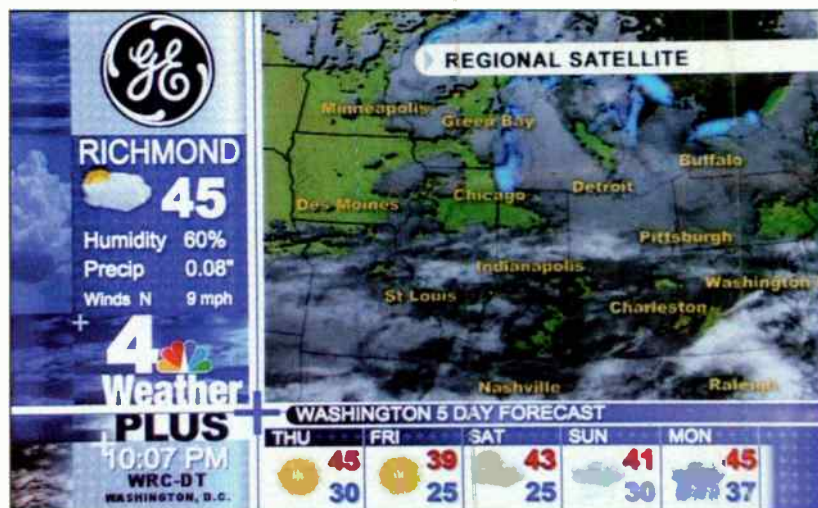 GE
RICHMOND
45
Humidity 60%
Precip 0.08"
Winds N 9 mph
4
Weather
PLUS
10:07 PM
WRC-DT
WASHINGTON, D.C.
REGIONAL SATELLITE
Minneapolis
Green Bay
Buffalo
Des Moines
Chicago
Detroit
Pittsburgh
Indianapolis
Washington
St Louis
Charleston
Nashville
Raleigh
WASHINGTON 5 DAY FORECAST
THU FRI SAT SUN MON
45 39 43 41 45
30 25 25 30 37